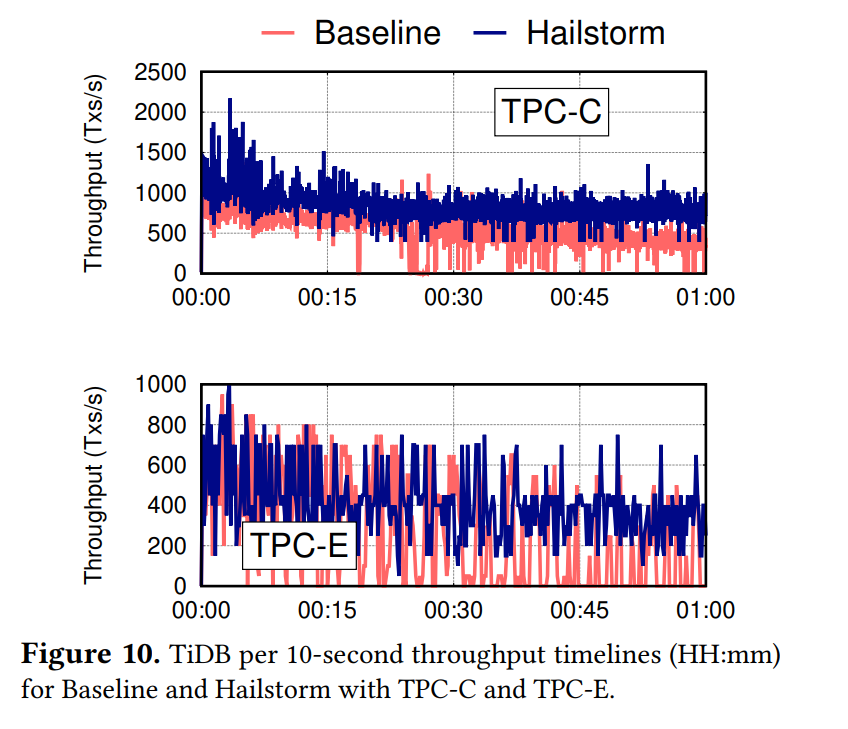 Baseline Hailstorm
Throughput (Txs/s)
2500
2000
1500
1000
500
0
TPC-C
00:00 00:15 00:30 00:45 01:00
Throughput (Txs/s)
1000
800
600
400
200
0
TPC-E
00:00 00:15 00:30 00:45 01:00
Figure 10. TiDB per 10-second throughput timelines (HH:mm)
for Baseline and Hailstorm with TPC-C and TPC-E.